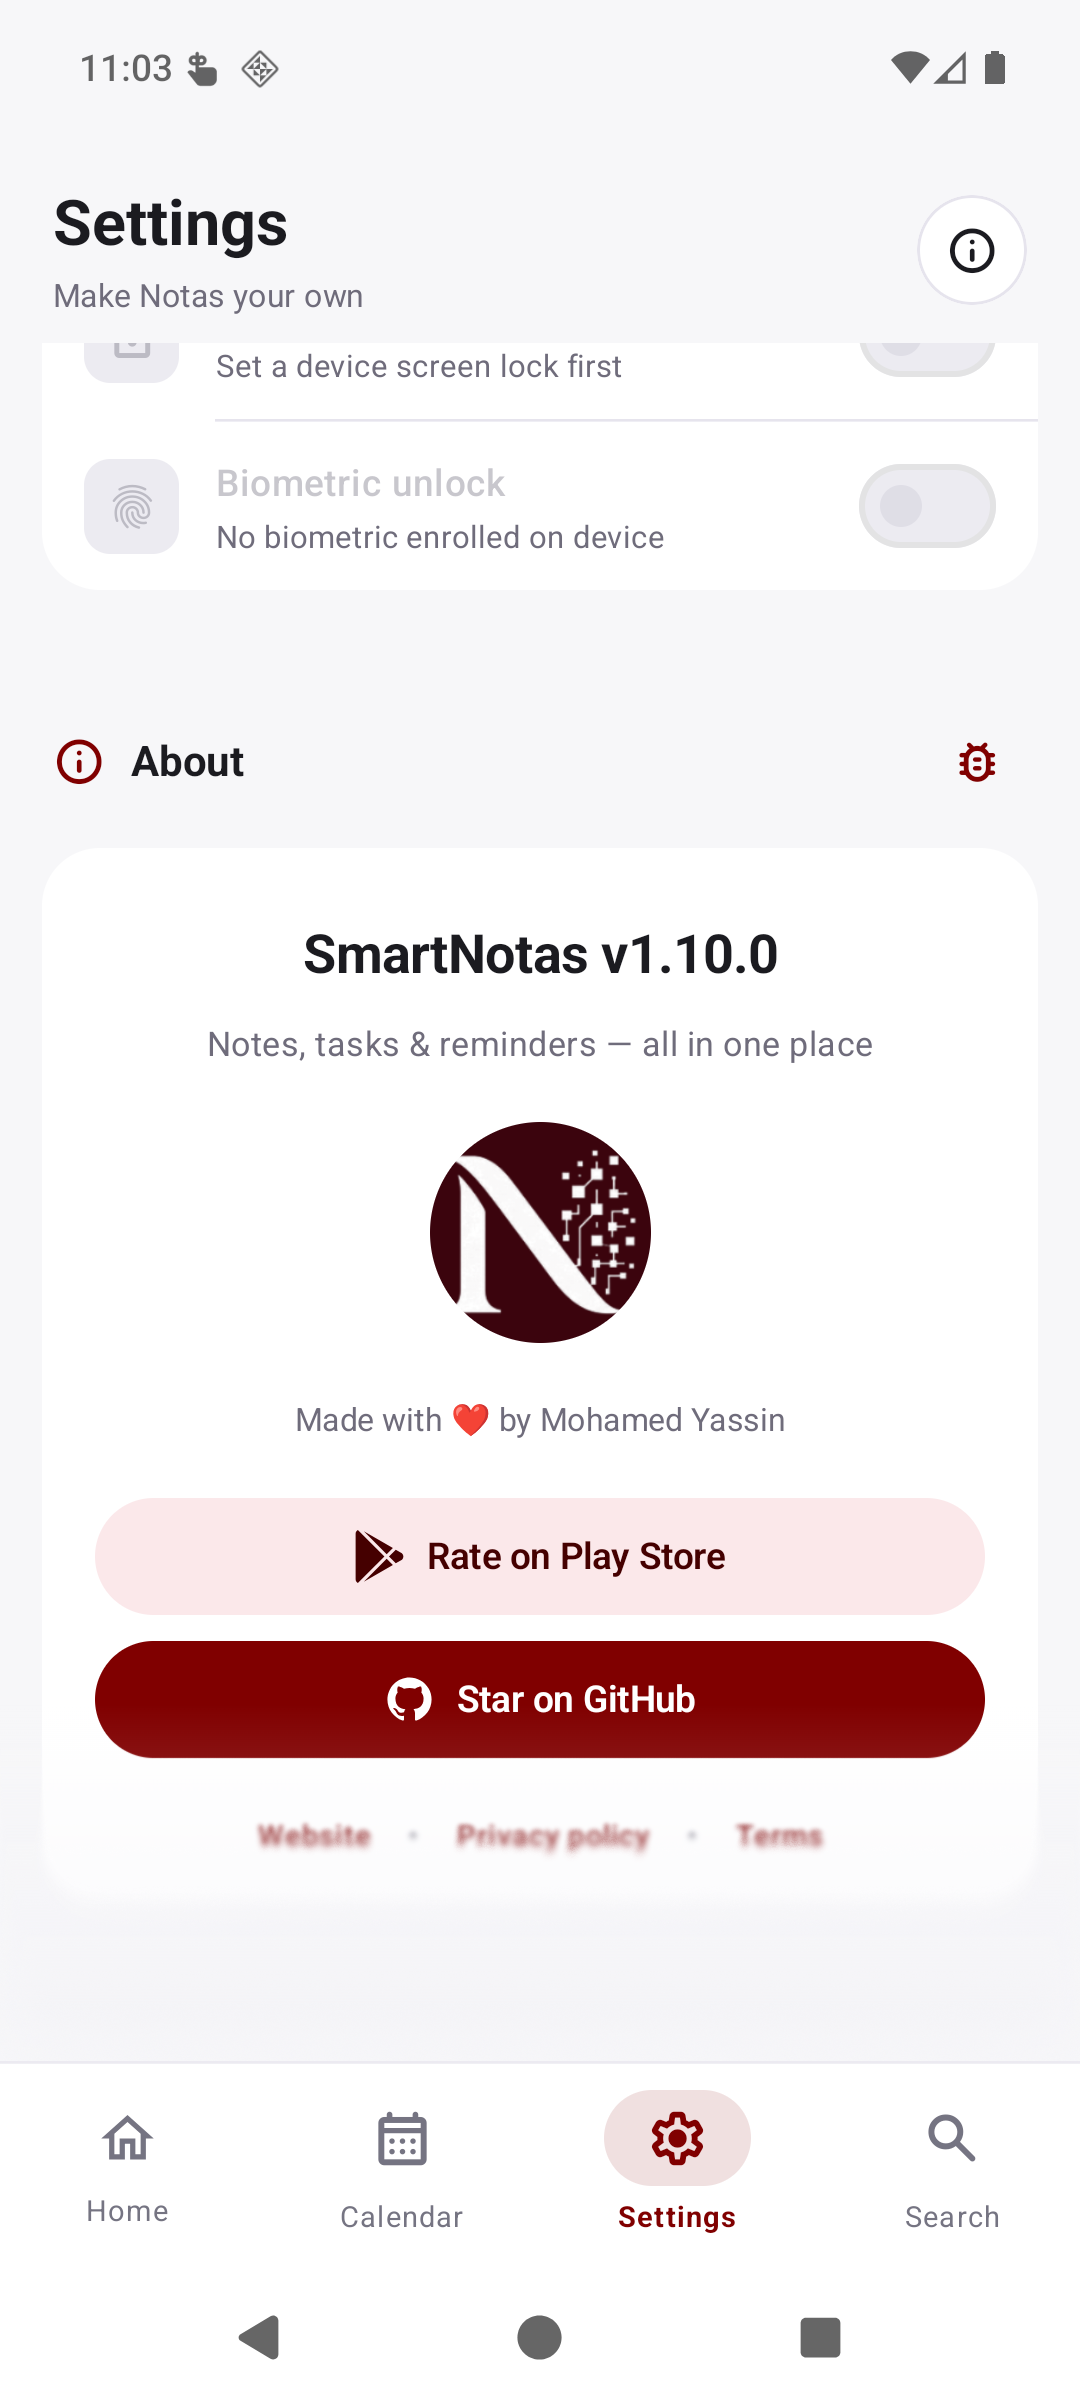 11:03
Settings
Make Notas your own
Set a device screen lock first
Biometric unlock
No biometric enrolled on device
About
SmartNotas v1.10.0
Notes, tasks & reminders — all in one place
Made with ❤️ by Mohamed Yassin
Rate on Play Store
Star on GitHub
Website • Privacy policy • Terms
Home
Calendar
Settings
Search